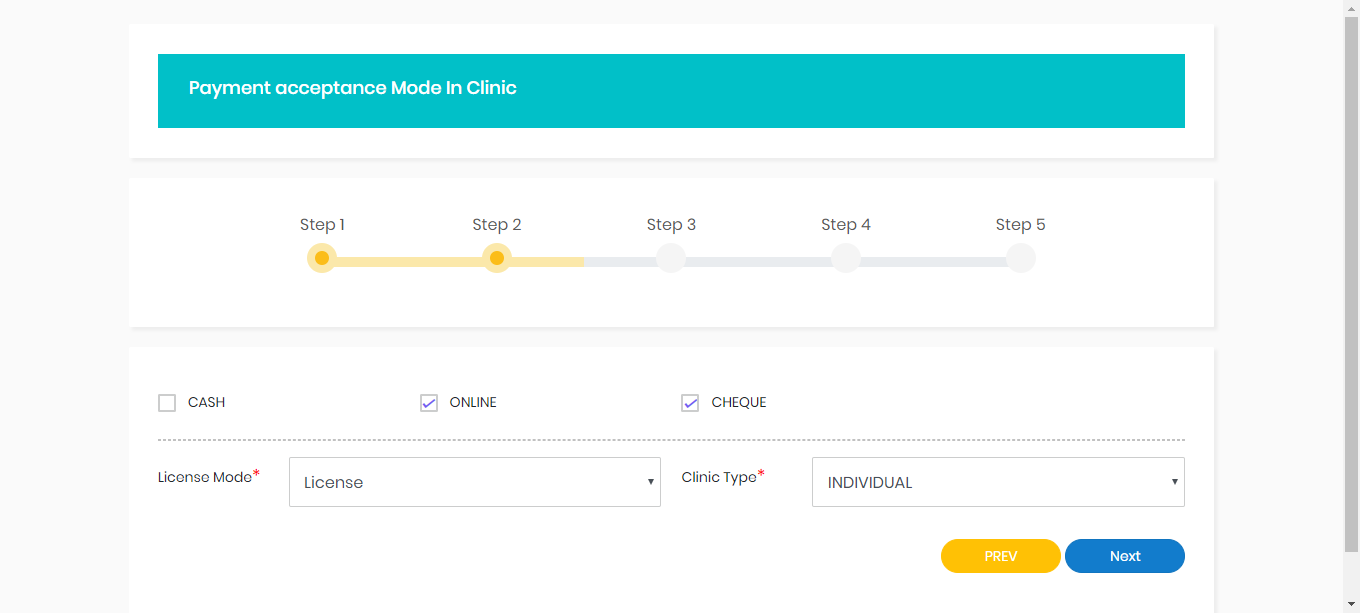 Payment acceptance Mode In Clinic
Step 1 Step 2 Step 3 Step 4 Step 5
CASH ONLINE CHEQUE
License Mode* License Clinic Type* INDIVIDUAL
PREV Next